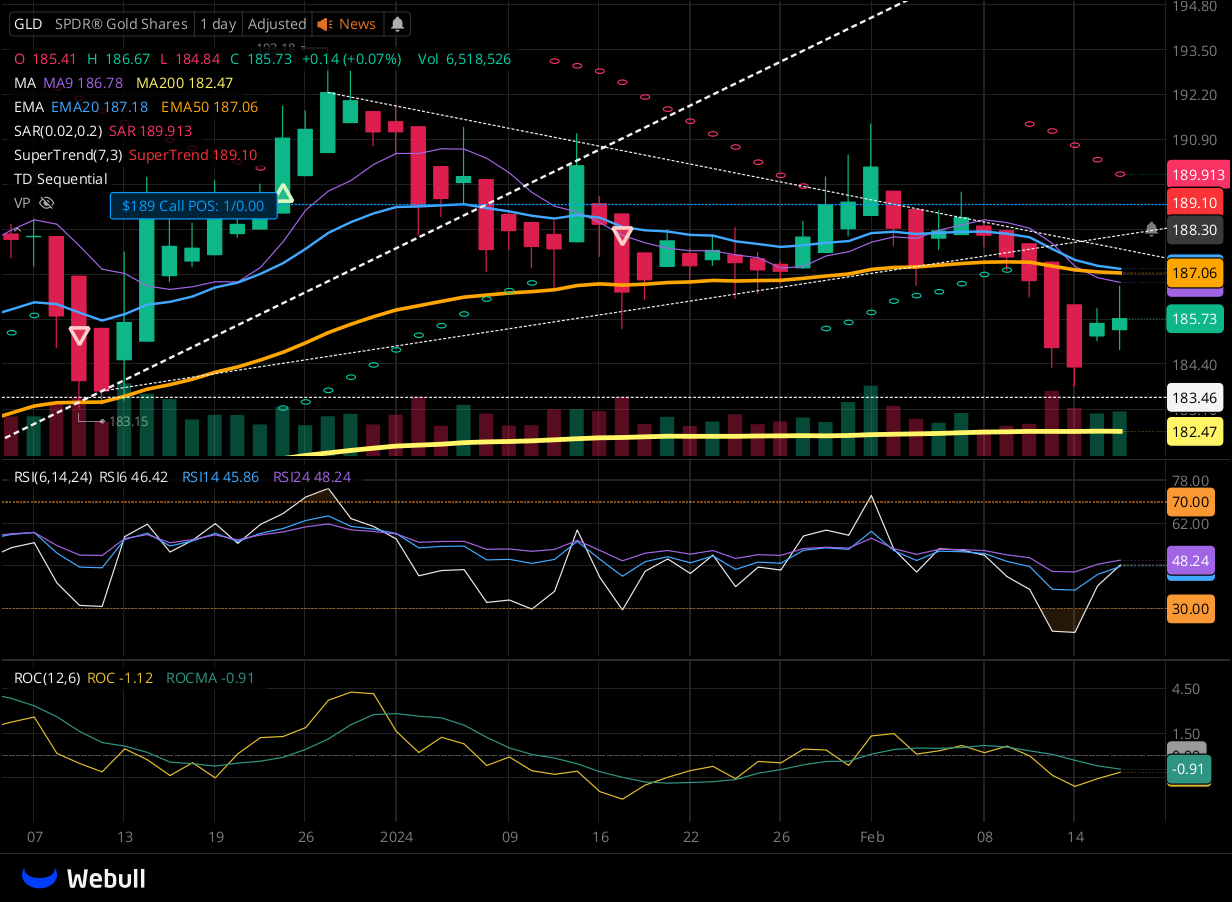 GLD SPDR® Gold Shares 1 day Adjusted News
194.80
193.50
O 185.41 H 186.67 L 184.84 C 185.73 +0.14 (+0.07%) Vol 6,518,526
MA MA9 186.78 MA200 182.47
EMA EMA20 187.18 EMA50 187.06
192.20
SAR(0.02,0.2) SAR 189.913
190.90
SuperTrend(7,3) SuperTrend 189.10
TD Sequential
189.913
VP
$189 Call POS: 1/0.00
189.10
188.30
187.06
185.73
184.40
183.46
183.15
182.47
RSI(6,14,24) RSI6 46.42 RSI14 45.86 RSI24 48.24
78.00
70.00
62.00
48.24
30.00
ROC(12,6) ROC -1.12 ROCMA -0.91
4.50
1.50
-0.91
07 13 19 26 2024 09 16 22 26 Feb 08 14
Webull